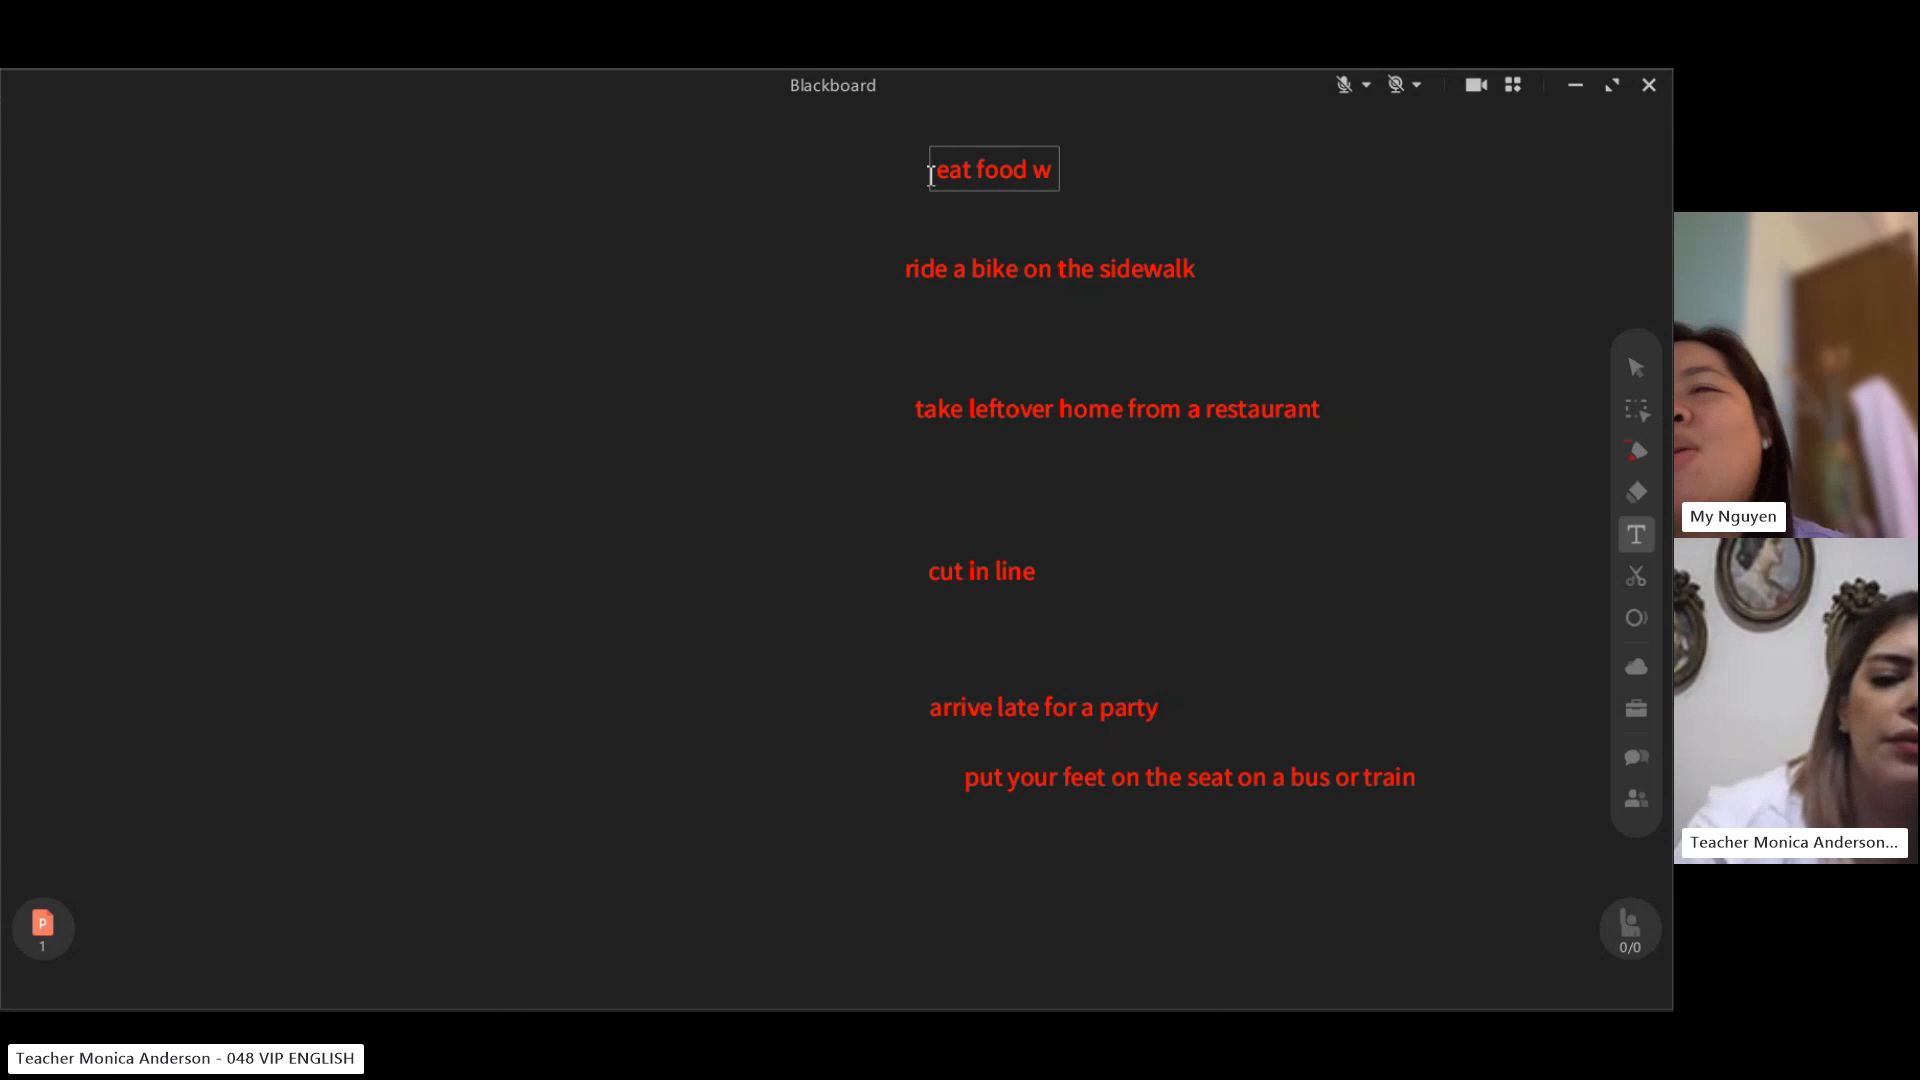 Blackboard
eat food w
ride a bike on the sidewalk
take leftover home from a restaurant
cut in line
arrive late for a party
put your feet on the seat on a bus or train
My Nguyen
Teacher Monica Anderson...
P
1
0/0
Teacher Monica Anderson - 048 VIP ENGLISH